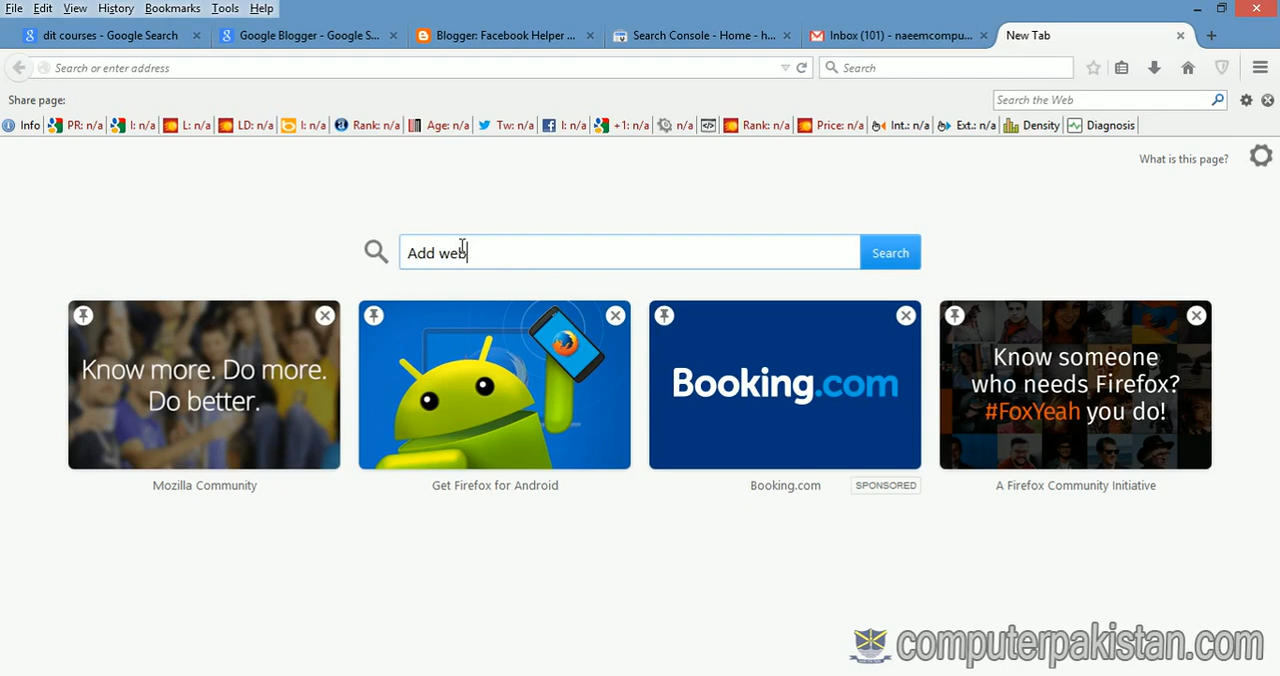 File Edit View History Bookmarks Tools Help
dit courses - Google Search Google Blogger - Google S... Blogger: Facebook Helper ... Search Console - Home - h... Inbox (101) - naeemcompu... New Tab
Search or enter address Search
Share page: Search the Web
Info PR: n/a I: n/a L: n/a LD: n/a I: n/a Rank: n/a Age: n/a Tw: n/a I: n/a +1: n/a n/a Rank: n/a Price: n/a Int.: n/a Ext.: n/a Density Diagnosis
What is this page?
Add web Search
Know more. Do more.
Do better.
Booking.com
Know someone
who needs Firefox?
#FoxYeah you do!
Mozilla Community Get Firefox for Android Booking.com SPONSORED A Firefox Community Initiative
computerpakistan.com